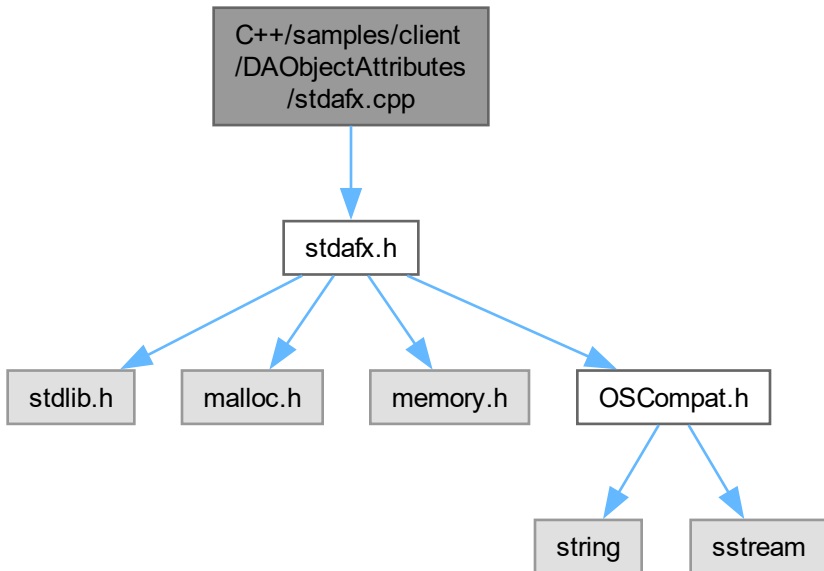 C++/samples/client
/DAObjectAttributes
/stdafx.cpp
stdafx.h
stdlib.h
malloc.h
memory.h
OSCompat.h
string
sstream